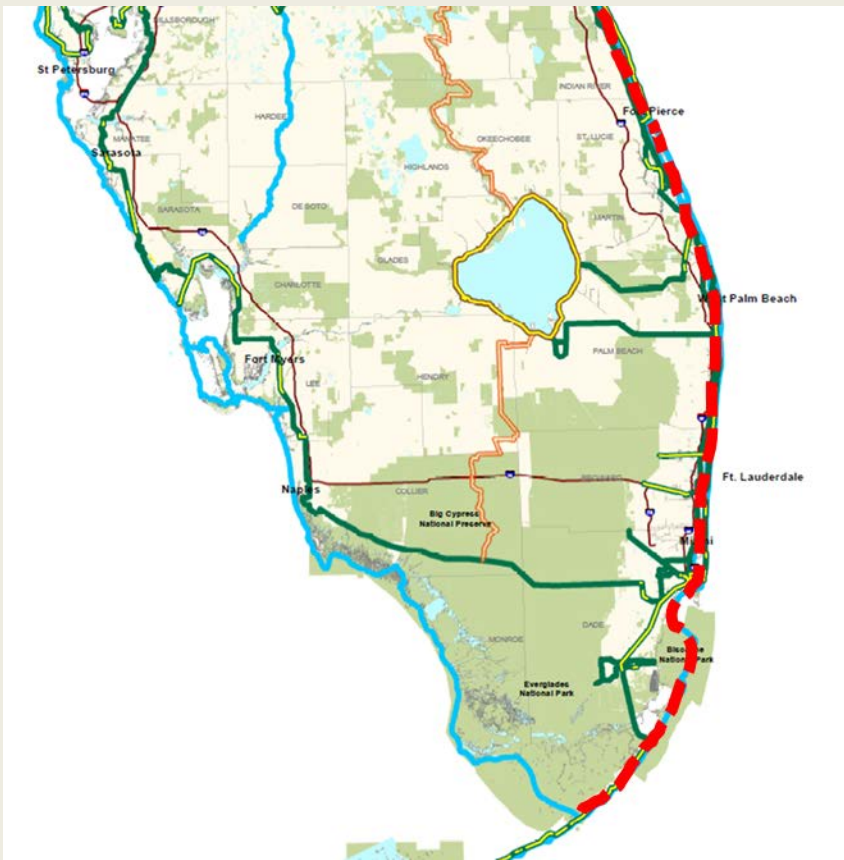 HILLSBOROUGH
St Petersburg
INDIAN RIVER
HARDEE
Fort Pierce
MANATEE
Sarasota
OKEECHOBEE
ST. LUCIE
HIGHLANDS
SARASOTA
DE SOTO
MARTIN
GLADES
CHARLOTTE
West Palm Beach
Fort Myers
PALM BEACH
LEE
HENDRY
BROWARD
Ft. Lauderdale
Naples
COLLIER
Big Cypress
National Preserve
Miami
DADE
MONROE
Biscayne
National Park
Everglades
National Park